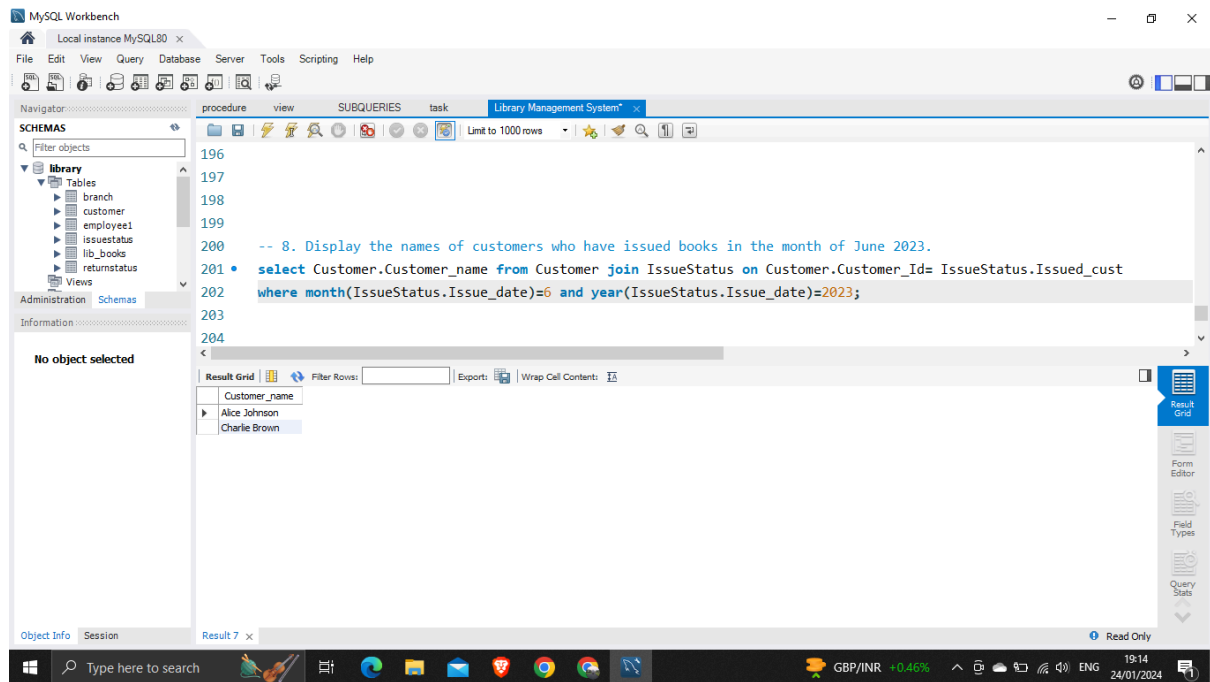 MySQL Workbench
Local instance MySQL80
File Edit View Query Database Server Tools Scripting Help
Navigator
procedure view SUBQUERIES task Library Management System*
SCHEMAS
Limit to 1000 rows
Filter objects
library
Tables
branch
customer
employee1
issuestatus
lib_books
returnstatus
Views
Administration Schemas
Information
No object selected
196
197
198
199
200 -- 8. Display the names of customers who have issued books in the month of June 2023.
201 select Customer.Customer_name from Customer join IssueStatus on Customer.Customer_Id= IssueStatus.Issued_cust
202 where month(IssueStatus.Issue_date)=6 and year(IssueStatus.Issue_date)=2023;
203
204
Result Grid Filter Rows: Export: Wrap Cell Content: IA
Customer_name
Alice Johnson
Charlie Brown
Result
Grid
Form
Editor
Field
Types
Query
Stats
Object Info Session
Result 7
Read Only
Type here to search
GBP/INR +0.46%
ENG
19:14
24/01/2024
1